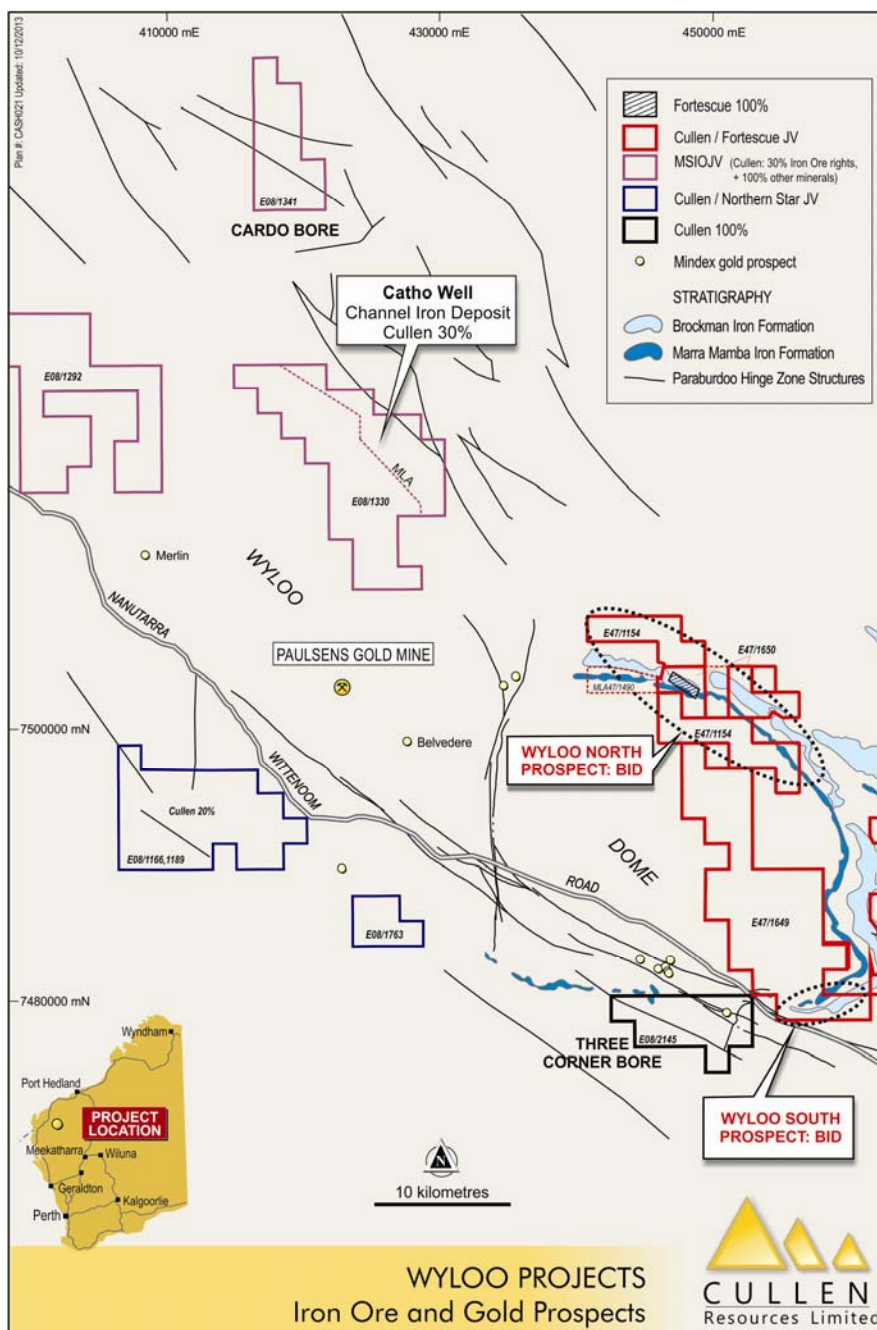 Plan #: CASH021 Updated: 10/12/2013
410000 mE
430000 mE
450000 mE
Fortescue 100%
Cullen / Fortescue JV
MSIOJV (Cullen: 30% Iron Ore rights,
+ 100% other minerals)
Cullen / Northern Star JV
Cullen 100%
Mindex gold prospect
STRATIGRAPHY
Brockman Iron Formation
Marra Mamba Iron Formation
Paraburdoo Hinge Zone Structures
E08/1341
CARDO BORE
Catho Well
Channel Iron Deposit
Cullen 30%
E08/1292
MLA
E08/1330
Merlin
WYLOO
NANUTARRA
PAULSENS GOLD MINE
E47/1154
E47/1650
MLA47/1490
7500000 mN
Belvedere
E47/1154
WYLOO NORTH
PROSPECT: BID
WITTENOOM
Cullen 20%
E08/1166,1189
DOME
ROAD
E08/1763
E47/1649
7480000 mN
E08/2145
THREE
CORNER BORE
WYLOO SOUTH
PROSPECT: BID
Wyndham
Port Hedland
PROJECT
LOCATION
Meekatharra
Wiluna
Geraldton
Kalgoorlie
Perth
N
10 kilometres
WYLOO PROJECTS
Iron Ore and Gold Prospects
CULLEN
Resources Limited